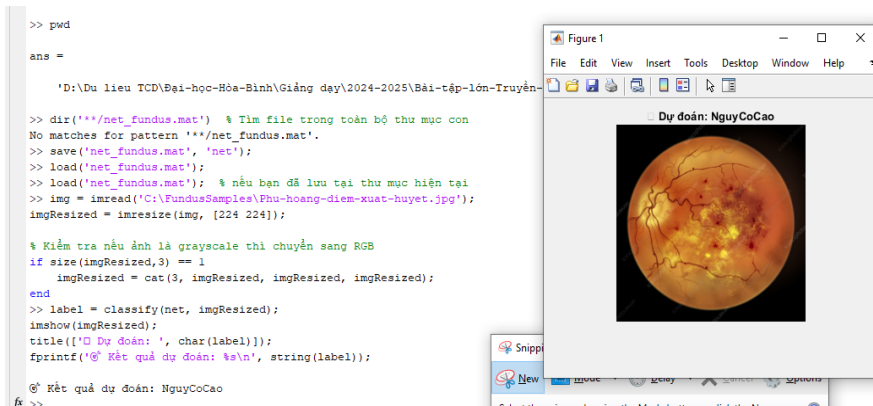 >> pwd
ans =
'D:\Du lieu TCD\Đại-học-Hòa-Bình\Giảng dạy\2024-2025\Bài-tập-lớn-Truyền-
>> dir('**/net_fundus.mat')  % Tìm file trong toàn bộ thư mục con
No matches for pattern '**/net_fundus.mat'.
>> save('net_fundus.mat', 'net');
>> load('net_fundus.mat');
>> load('net_fundus.mat');  % nếu bạn đã lưu tại thư mục hiện tại
>> img = imread('C:\FundusSamples\Phu-hoang-diem-xuat-huyet.jpg');
imgResized = imresize(img, [224 224]);
% Kiểm tra nếu ảnh là grayscale thì chuyển sang RGB
if size(imgResized,3) == 1
imgResized = cat(3, imgResized, imgResized, imgResized);
end
>> label = classify(net, imgResized);
imshow(imgResized);
title(['□ Dự đoán: ', char(label)]);
fprintf('🎯 Kết quả dự đoán: %s\n', string(label));
🎯 Kết quả dự đoán: NguyCoCao
fx >>
Figure 1
File Edit View Insert Tools Desktop Window Help
□ Dự đoán: NguyCoCao
Snippi
New Mode Delay Cancel Options